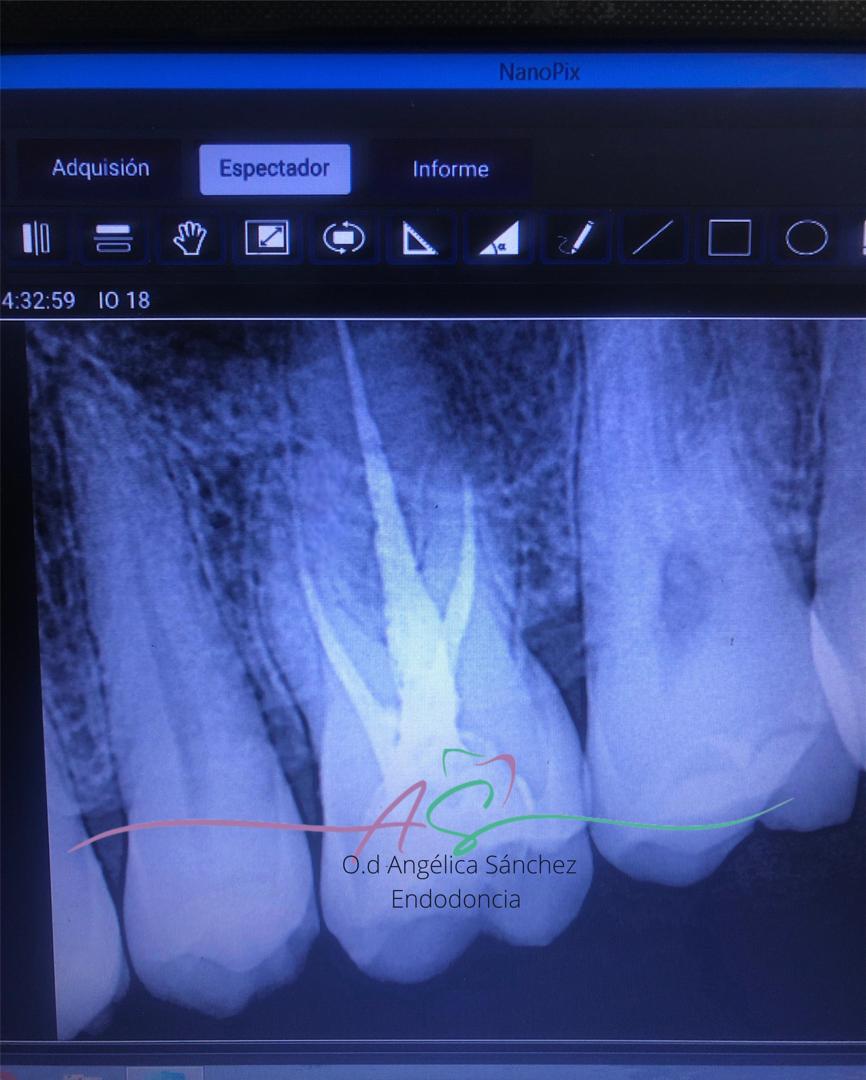 NanoPix
Adquisión
Espectador
Informe
4:32:59 IO 18
AS
O.d Angélica Sánchez
Endodoncia